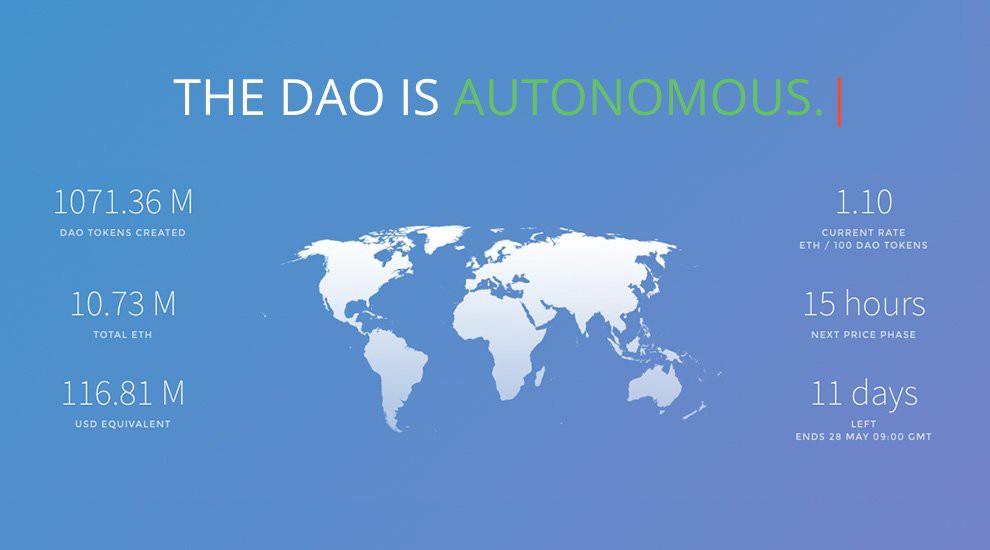 THE DAO IS AUTONOMOUS.
1071.36 M
DAO TOKENS CREATED
10.73 M
TOTAL ETH
116.81 M
USD EQUIVALENT
1.10
CURRENT RATE
ETH / 100 DAO TOKENS
15 hours
NEXT PRICE PHASE
11 days
LEFT
ENDS 28 MAY 09:00 GMT